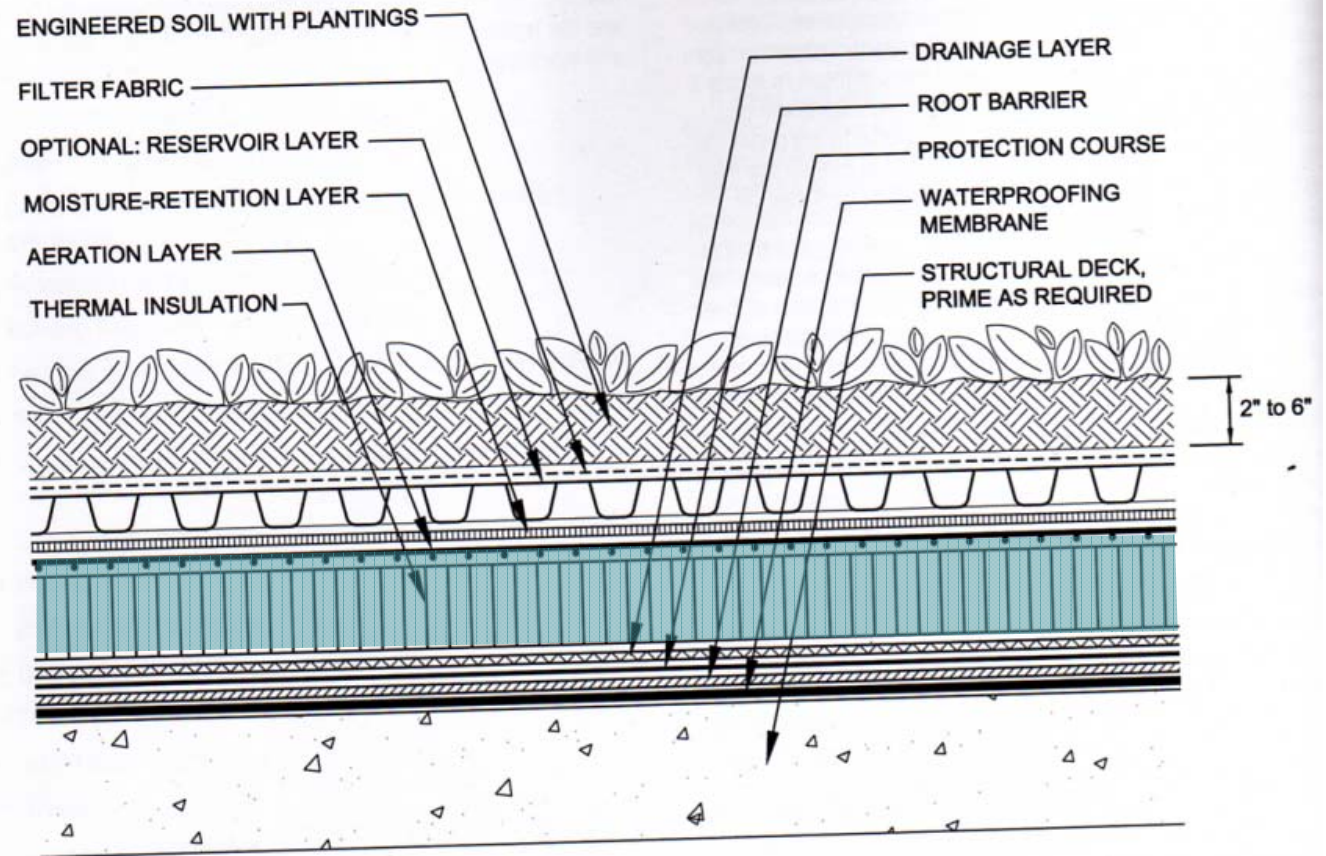 ENGINEERED SOIL WITH PLANTINGS
FILTER FABRIC
OPTIONAL: RESERVOIR LAYER
MOISTURE-RETENTION LAYER
AERATION LAYER
THERMAL INSULATION
DRAINAGE LAYER
ROOT BARRIER
PROTECTION COURSE
WATERPROOFING
MEMBRANE
STRUCTURAL DECK,
PRIME AS REQUIRED
2" to 6"